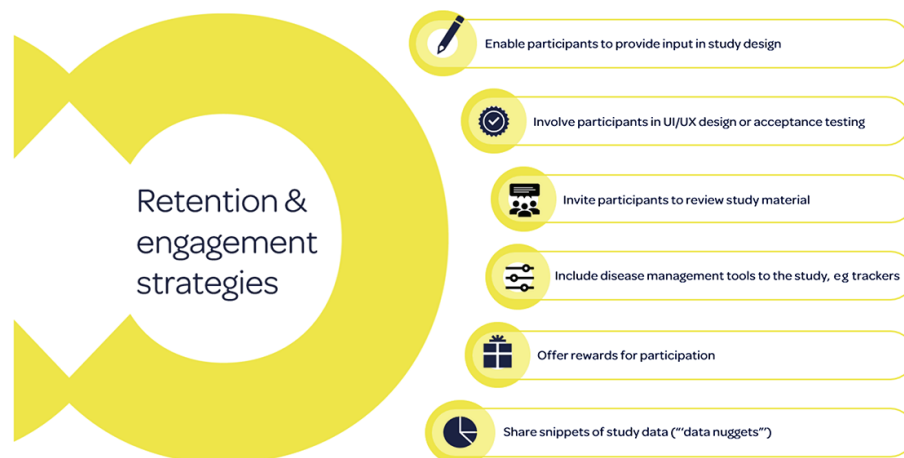 Retention &
engagement
strategies
Enable participants to provide input in study design
Involve participants in UI/UX design or acceptance testing
Invite participants to review study material
Include disease management tools to the study, eg trackers
Offer rewards for participation
Share snippets of study data (“‘data nuggets”’)